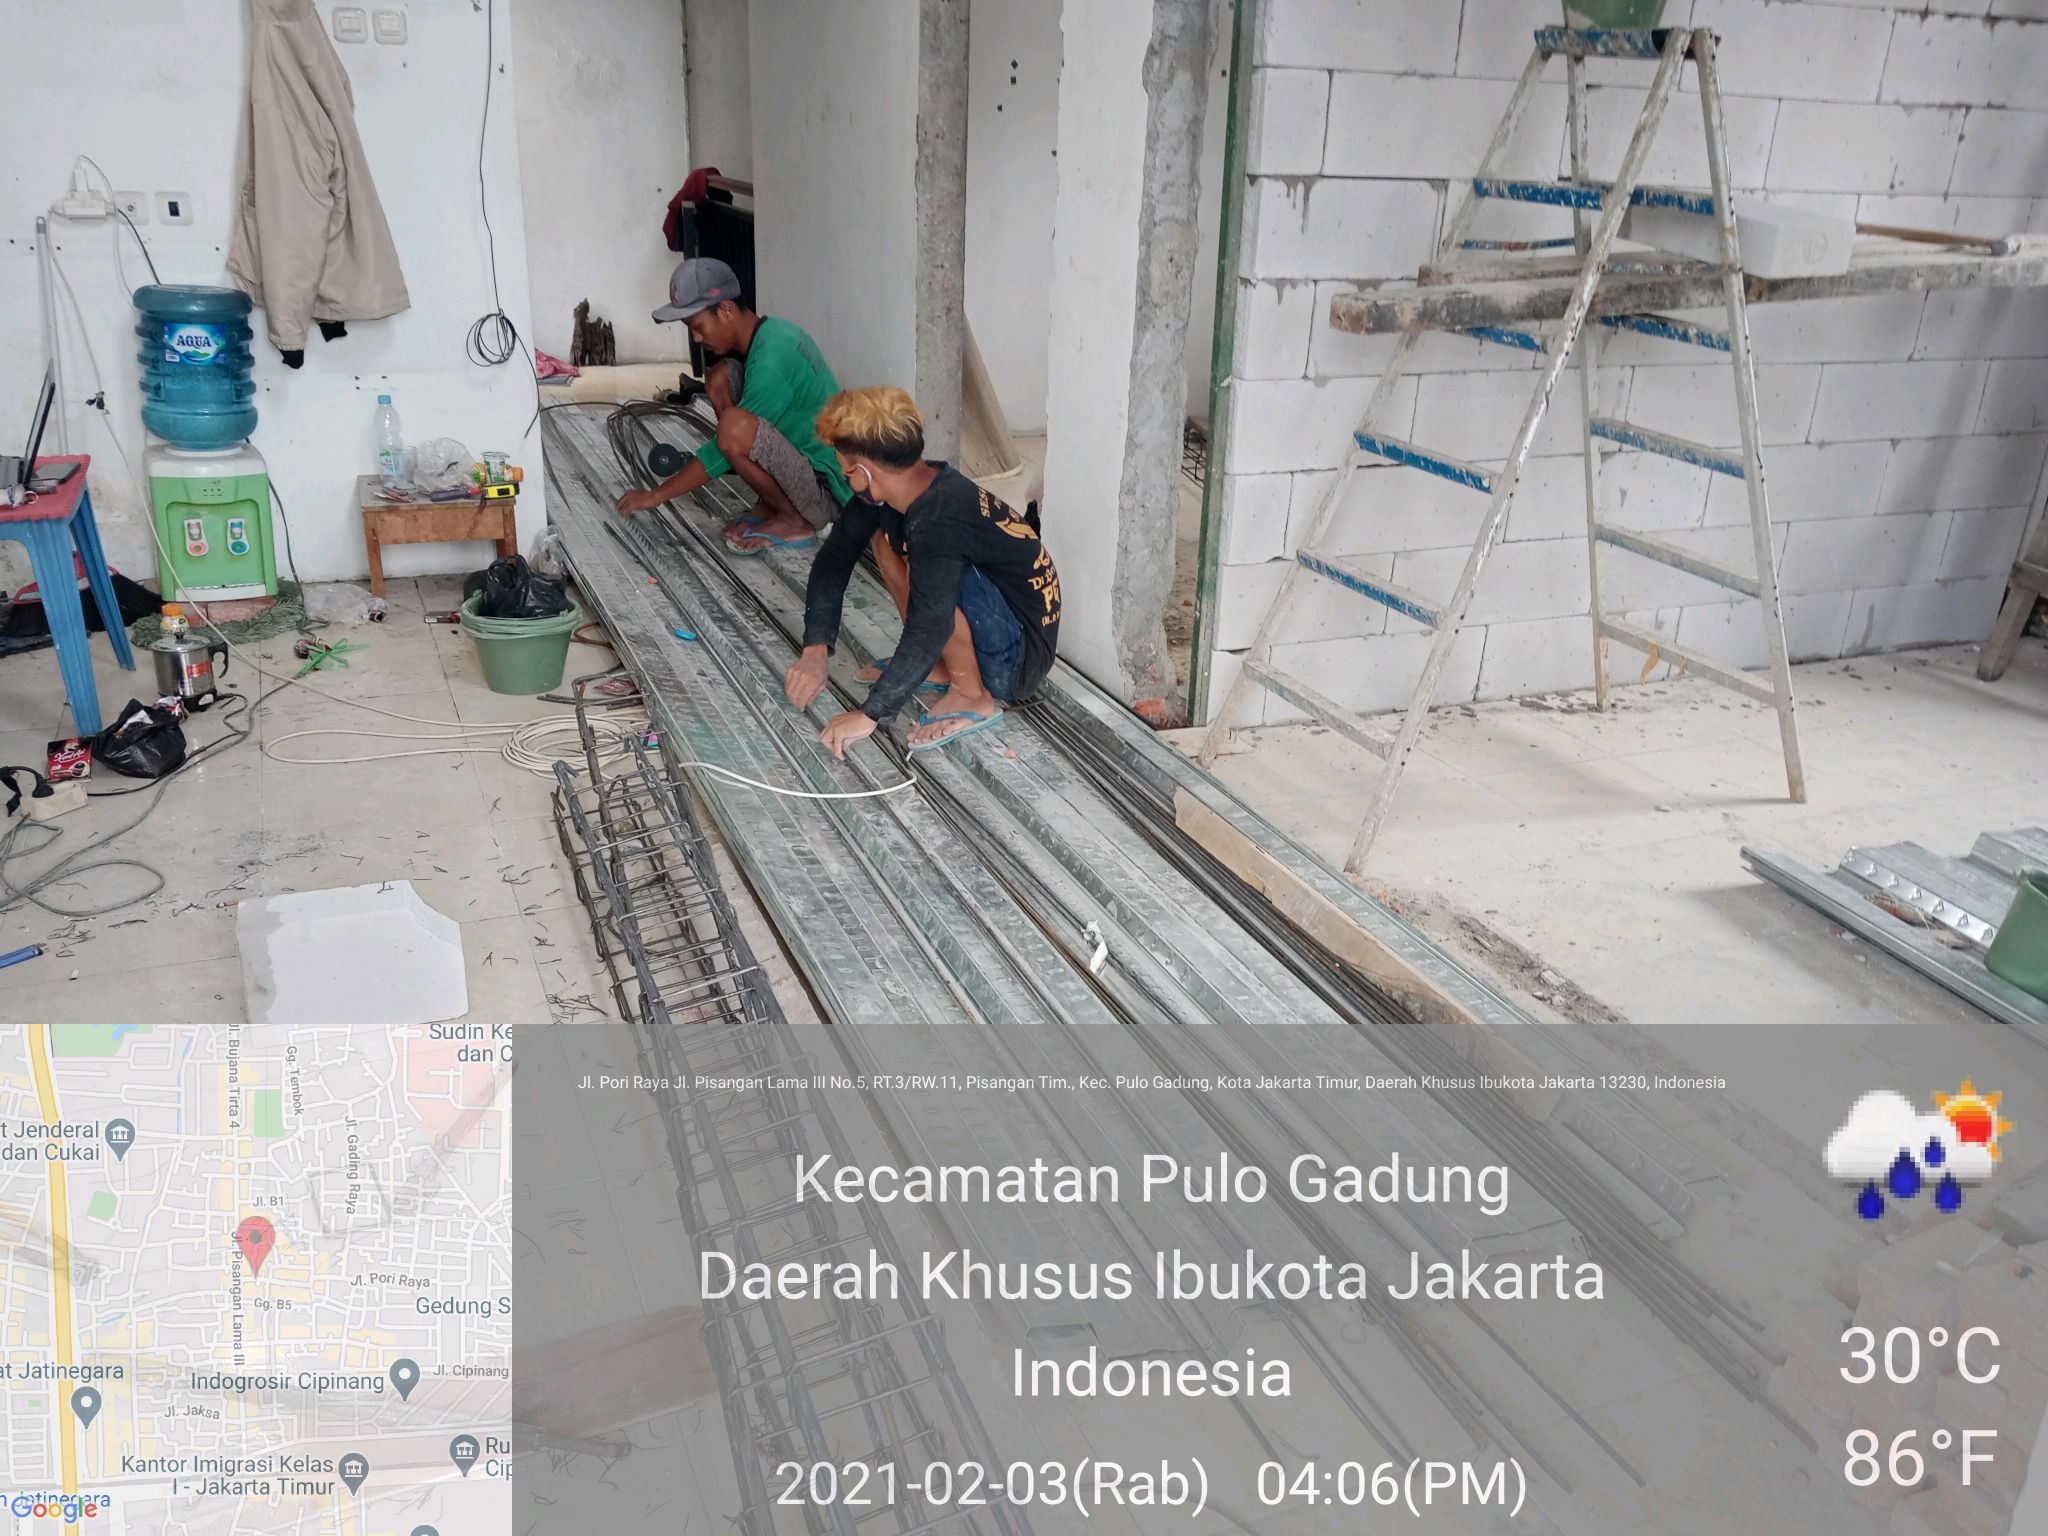 AQUA
Jl. Pori Raya Jl. Pisangan Lama III No.5, RT.3/RW.11, Pisangan Tim., Kec. Pulo Gadung, Kota Jakarta Timur, Daerah Khusus Ibukota Jakarta 13230, Indonesia
Kecamatan Pulo Gadung
Daerah Khusus Ibukota Jakarta
Indonesia
2021-02-03(Rab) 04:06(PM)
30°C
86°F
Sudin Ke
dan C
Jl. Bujana Tirta 4
Gg. Tembok
Jl. Gading Raya
t Jenderal
dan Cukai
Jl. B1
Jl. Pisangan Lama III
Jl. Pori Raya
Gg. B5
Gedung S
at Jatinegara
Indogrosir Cipinang
Jl. Cipinang
Jl. Jaksa
Kantor Imigrasi Kelas
I - Jakarta Timur
Ru
Cip
Jatinegara
Google